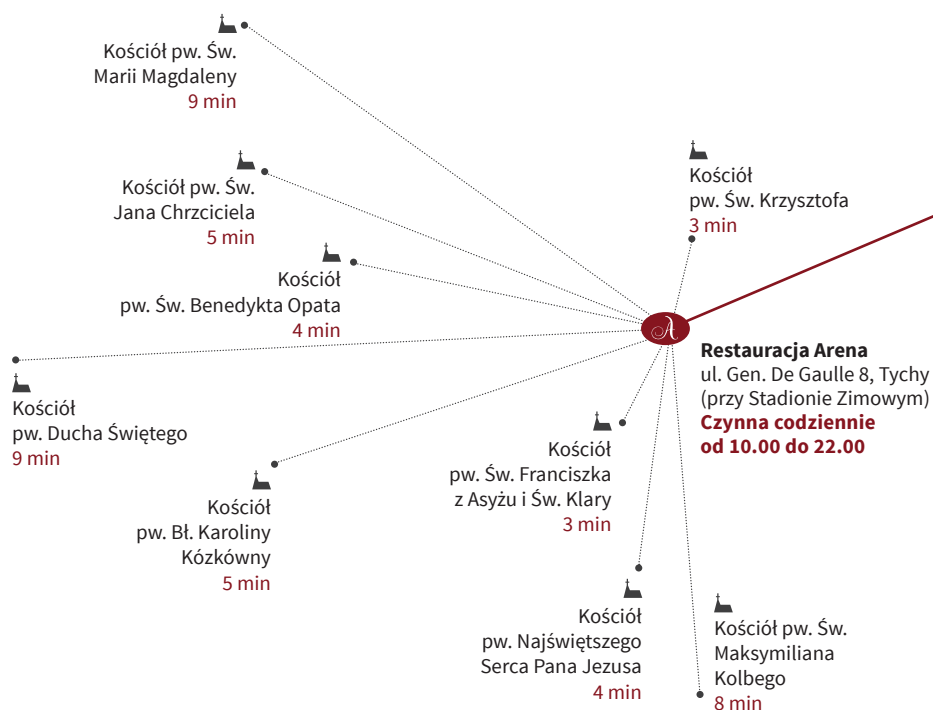 Kościół pw. Św.
Marii Magdaleny
9 min
Kościół
pw. Św. Krzysztofa
3 min
Kościół pw. Św.
Jana Chrzciciela
5 min
Kościół
pw. Św. Benedykta Opata
4 min
A
Restauracja Arena
ul. Gen. De Gaulle 8, Tychy
(przy Stadionie Zimowym)
Czynna codziennie
od 10.00 do 22.00
Kościół
pw. Ducha Świętego
9 min
Kościół
pw. Św. Franciszka
z Asyżu i Św. Klary
3 min
Kościół
pw. Bł. Karoliny
Kózkówny
5 min
Kościół
pw. Najświętszego
Serca Pana Jezusa
4 min
Kościół pw. Św.
Maksymiliana
Kolbego
8 min